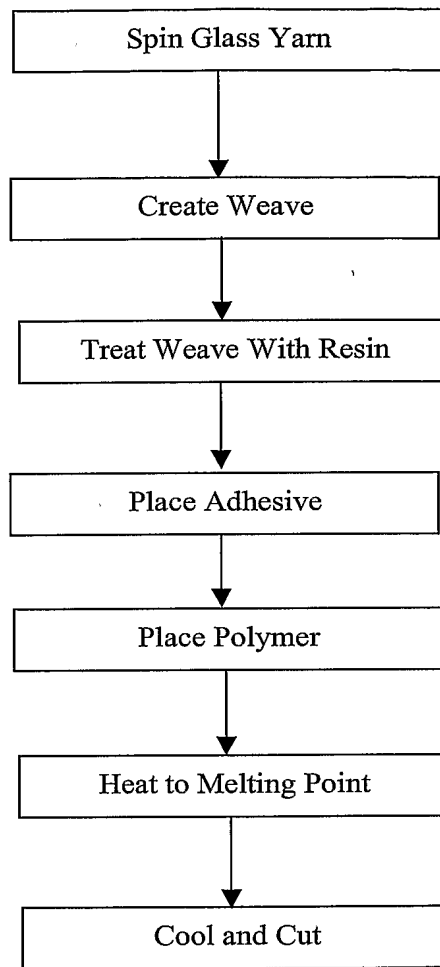 Spin Glass Yarn
Create Weave
Treat Weave With Resin
Place Adhesive
Place Polymer
Heat to Melting Point
Cool and Cut